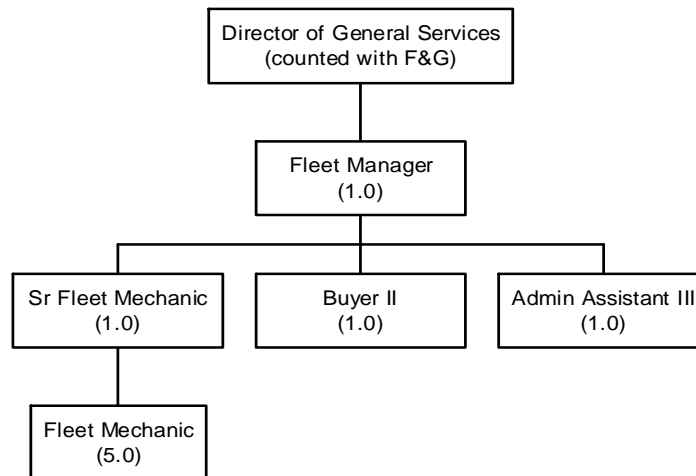 Director of General Services
(counted with F&G)
Fleet Manager
(1.0)
Sr Fleet Mechanic
(1.0)
Buyer II
(1.0)
Admin Assistant III
(1.0)
Fleet Mechanic
(5.0)